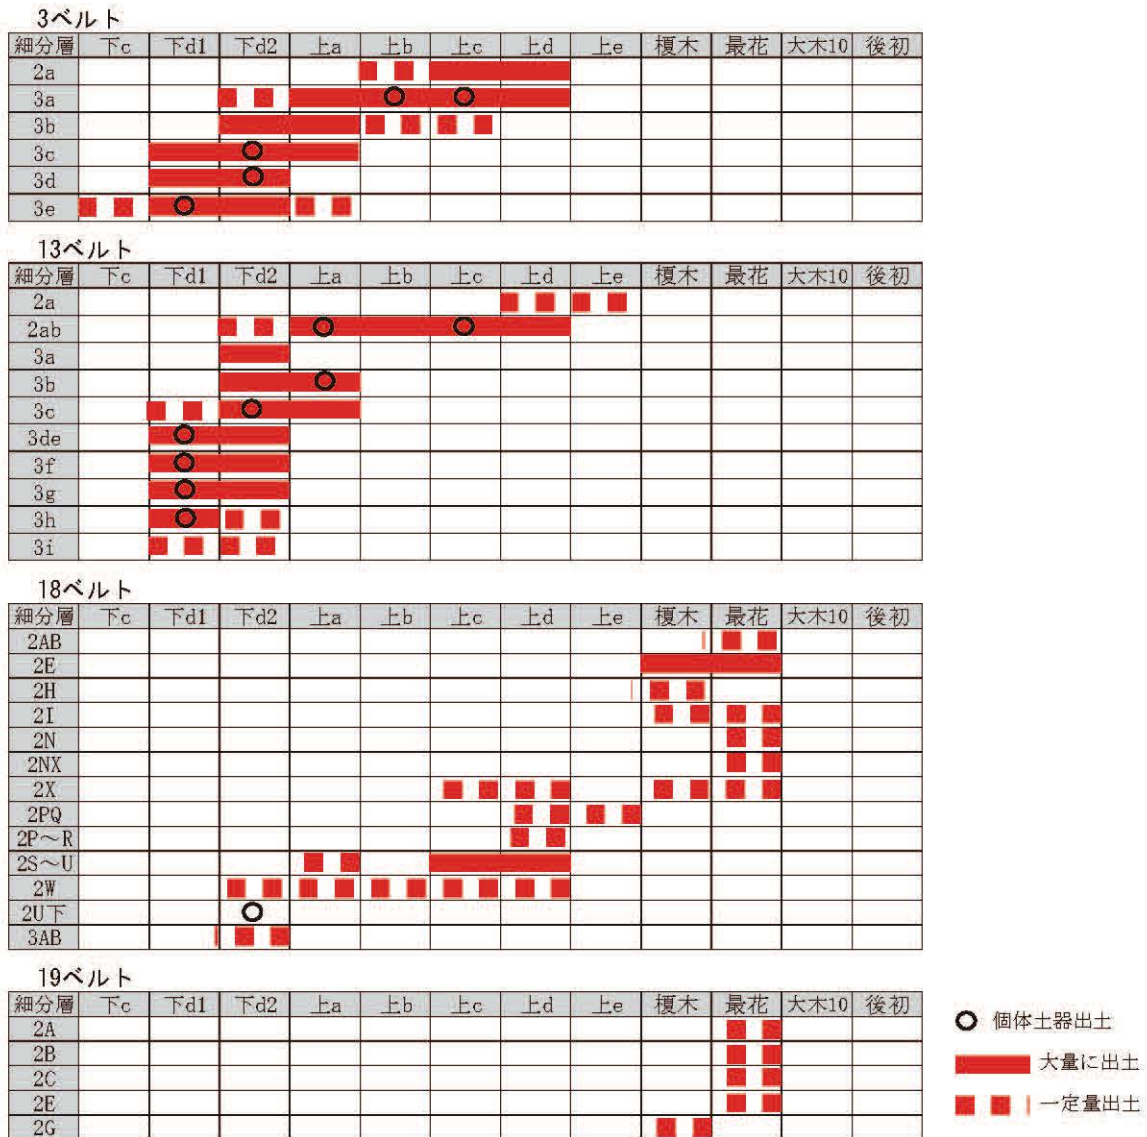 3ベルト
細分層 下c 下d1 下d2 上a 上b 上c 上d 上e 榎木 最花 大木10 後初
2a
3a
3b
3c
3d
3e
13ベルト
細分層 下c 下d1 下d2 上a 上b 上c 上d 上e 榎木 最花 大木10 後初
2a
2ab
3a
3b
3c
3de
3f
3g
3h
3i
18ベルト
細分層 下c 下d1 下d2 上a 上b 上c 上d 上e 榎木 最花 大木10 後初
2AB
2E
2H
2I
2N
2NX
2X
2PQ
2P～R
2S～U
2W
2U下
3AB
19ベルト
細分層 下c 下d1 下d2 上a 上b 上c 上d 上e 榎木 最花 大木10 後初
2A
2B
2C
2E
2G
個体土器出土
大量に出土
一定量出土